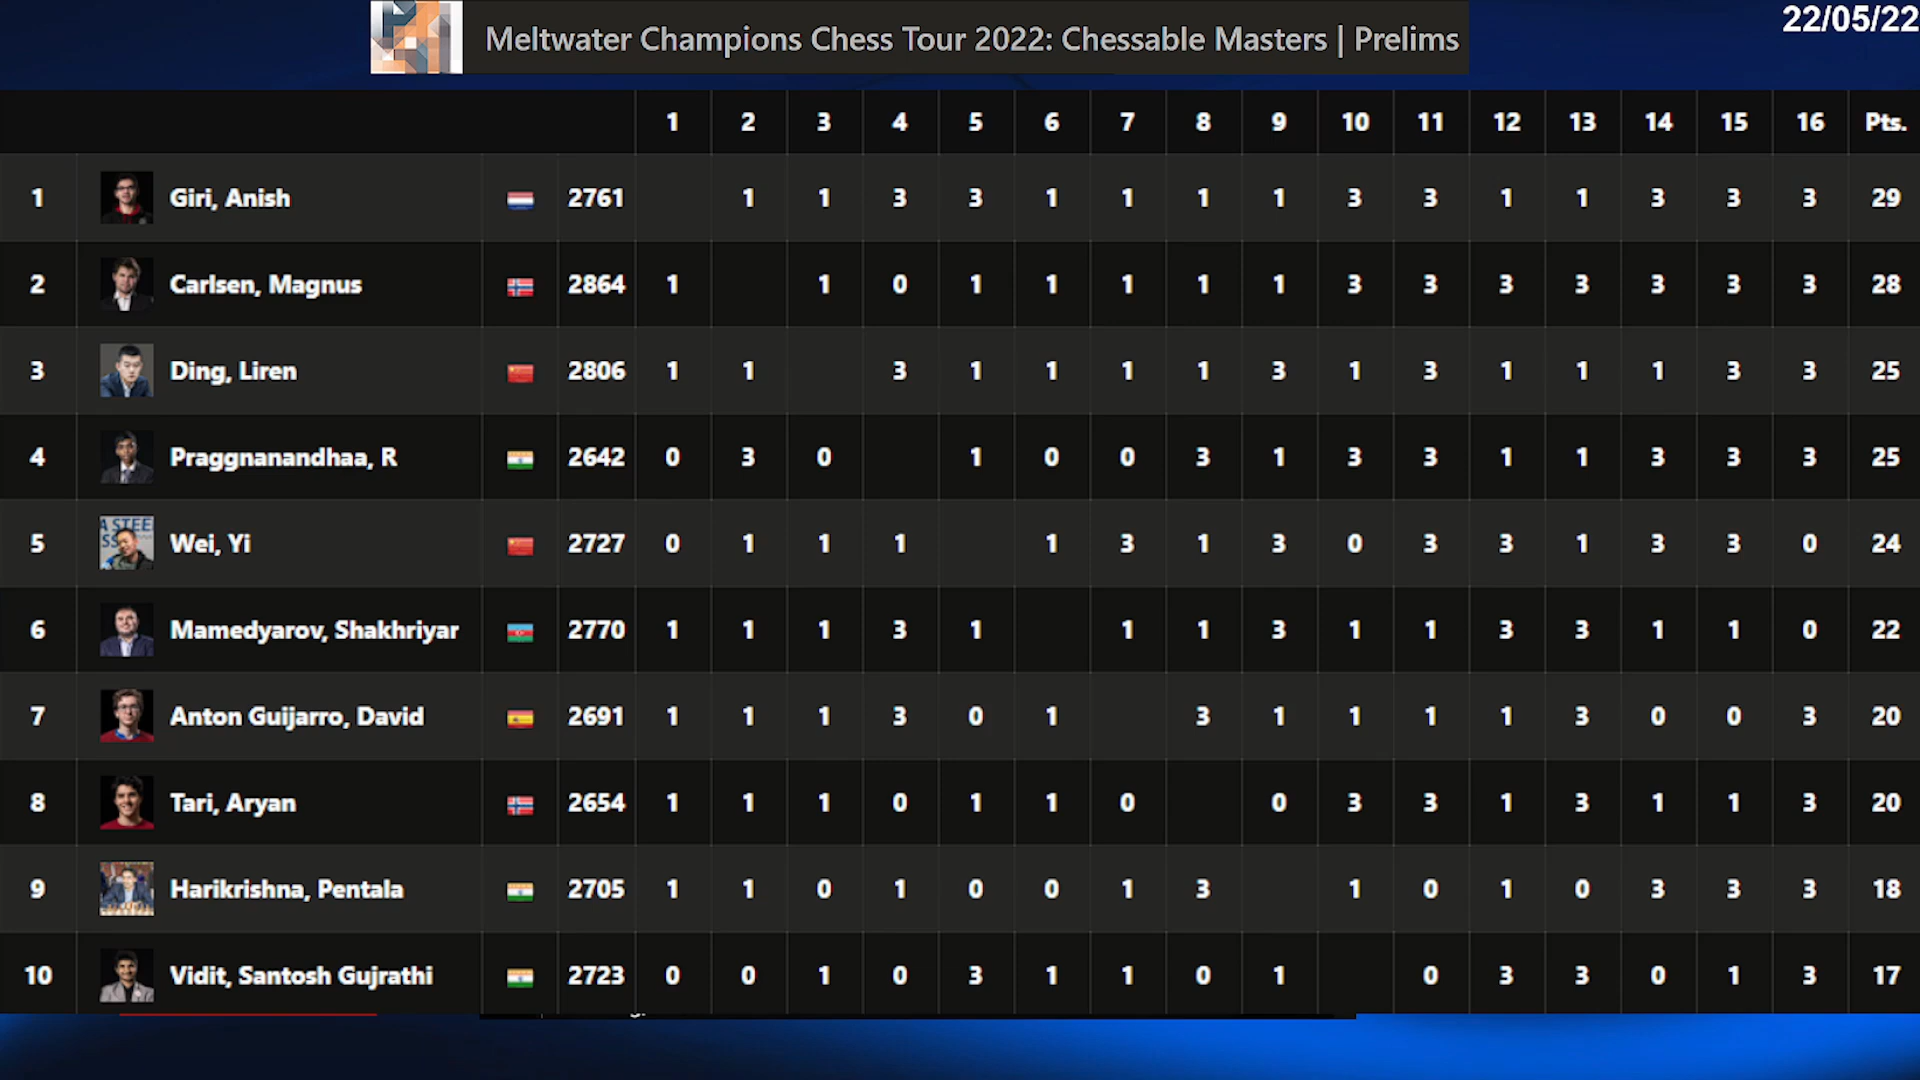 Meltwater Champions Chess Tour 2022: Chessable Masters | Prelims
22/05/22
1 2 3 4 5 6 7 8 9 10 11 12 13 14 15 16 Pts.
1 Giri, Anish 2761 1 1 3 3 1 1 1 1 3 3 1 1 3 3 3 29
2 Carlsen, Magnus 2864 1 1 0 1 1 1 1 1 3 3 3 3 3 3 3 28
3 Ding, Liren 2806 1 1 3 1 1 1 1 3 1 3 1 1 1 3 3 25
4 Praggnanandhaa, R 2642 0 3 0 1 0 0 3 1 3 3 1 1 3 3 3 25
A STEE
SS
5 Wei, Yi 2727 0 1 1 1 1 3 1 3 0 3 3 1 3 3 0 24
6 Mamedyarov, Shakhriyar 2770 1 1 1 3 1 1 1 3 1 1 3 3 1 1 0 22
7 Anton Guijarro, David 2691 1 1 1 3 0 1 3 1 1 1 1 3 0 0 3 20
8 Tari, Aryan 2654 1 1 1 0 1 1 0 0 3 3 1 3 1 1 3 20
9 Harikrishna, Pentala 2705 1 1 0 1 0 0 1 3 1 0 1 0 3 3 3 18
10 Vidit, Santosh Gujrathi 2723 0 0 1 0 3 1 1 0 1 0 3 3 0 1 3 17